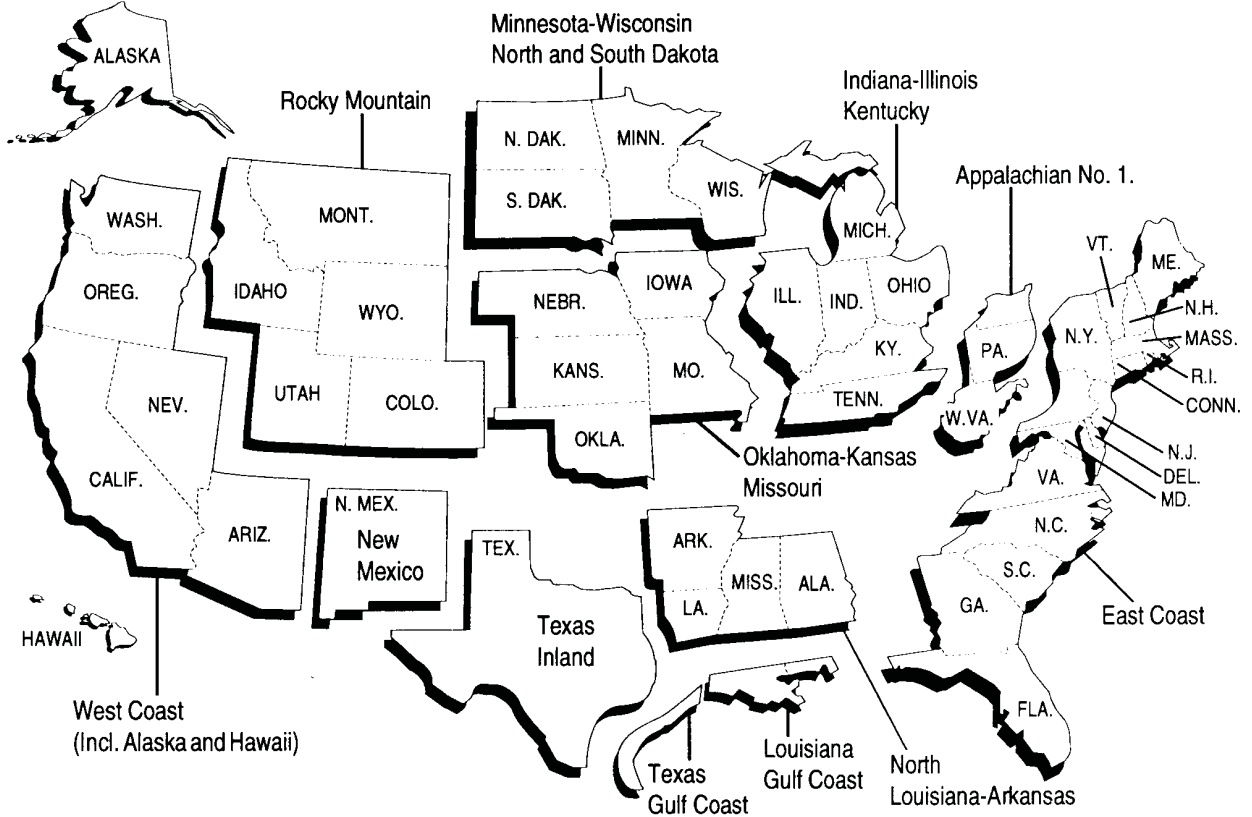 Minnesota-Wisconsin
North and South Dakota
ALASKA
Indiana-Illinois
Kentucky
Rocky Mountain
N. DAK.
MINN.
Appalachian No. 1.
WIS.
S. DAK.
WASH.
MONT.
MICH.
VT.
ME.
OREG.
IDAHO
WYO.
NEBR.
IOWA
ILL.
IND.
OHIO
N.H.
N.Y.
MASS.
PA.
KY.
R.I.
KANS.
MO.
UTAH
COLO.
NEV.
TENN.
CONN.
W.VA.
OKLA.
N.J.
Oklahoma-Kansas
Missouri
DEL.
VA.
MD.
CALIF.
N. MEX.
New
Mexico
ARIZ.
TEX.
ARK.
MISS.
ALA.
LA.
N.C.
S.C.
GA.
East Coast
HAWAII
Texas
Inland
FLA.
West Coast
(Incl. Alaska and Hawaii)
Texas
Gulf Coast
Louisiana
Gulf Coast
North
Louisiana-Arkansas